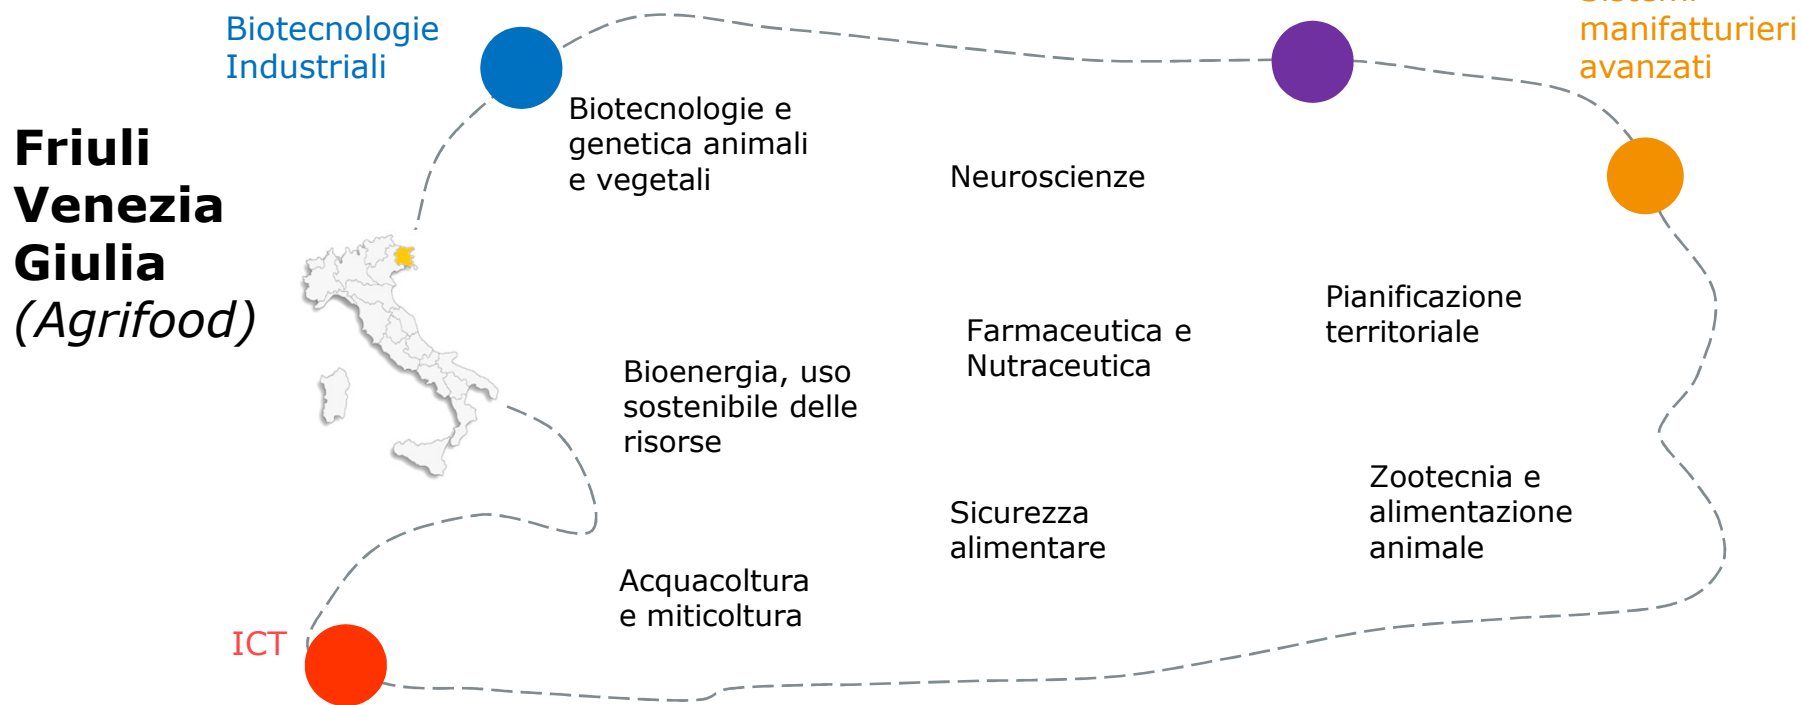 Biotecnologie
Industriali
manifatturieri
avanzati
Friuli
Venezia
Giulia
(Agrifood)
Biotecnologie e
genetica animali
e vegetali
Neuroscienze
Pianificazione
territoriale
Farmaceutica e
Nutraceutica
Bioenergia, uso
sostenibile delle
risorse
Zootecnia e
alimentazione
animale
Sicurezza
alimentare
Acquacoltura
e miticoltura
ICT